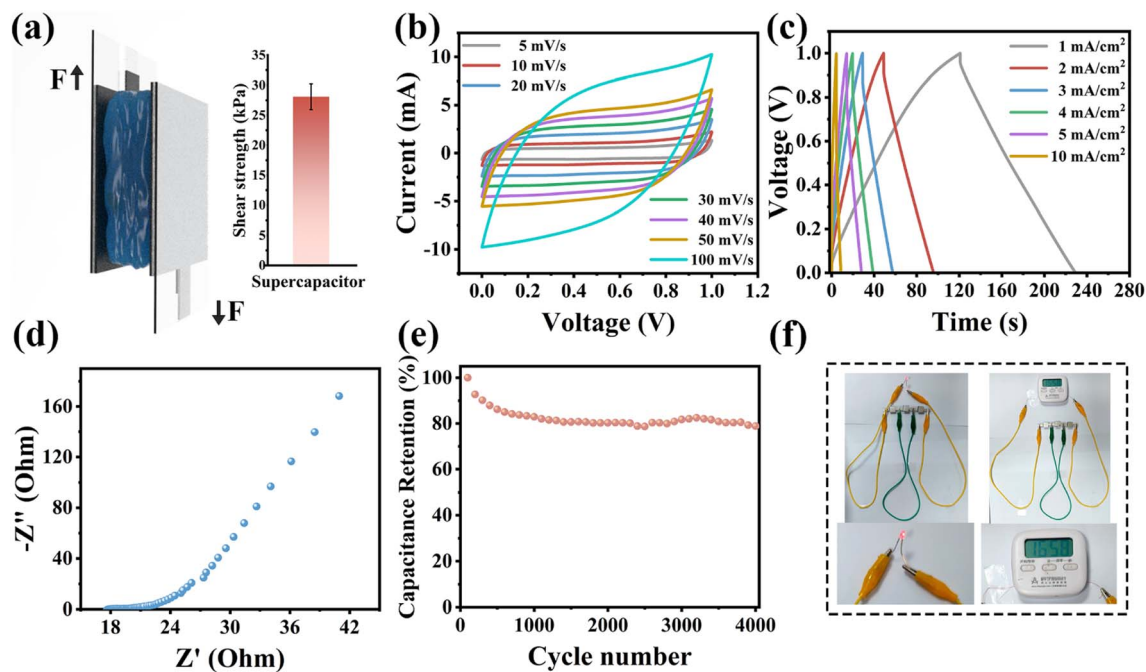 (a)
F
F
Shear strength (kPa)
35
30
25
20
15
10
5
0
Supercapacitor
(b)
5 mV/s
10 mV/s
20 mV/s
30 mV/s
40 mV/s
50 mV/s
100 mV/s
Current (mA)
10
5
0
-5
-10
0.0 0.2 0.4 0.6 0.8 1.0 1.2
Voltage (V)
(c)
1 mA/cm²
2 mA/cm²
3 mA/cm²
4 mA/cm²
5 mA/cm²
10 mA/cm²
Voltage (V)
1.0
0.8
0.6
0.4
0.2
0.0
0 40 80 120 160 200 240 280
Time (s)
(d)
-Z'' (Ohm)
160
120
80
40
0
18 24 30 36 42
Z' (Ohm)
(e)
Capacitance Retention (%)
100
80
60
40
20
0
0 1000 2000 3000 4000
Cycle number
(f)